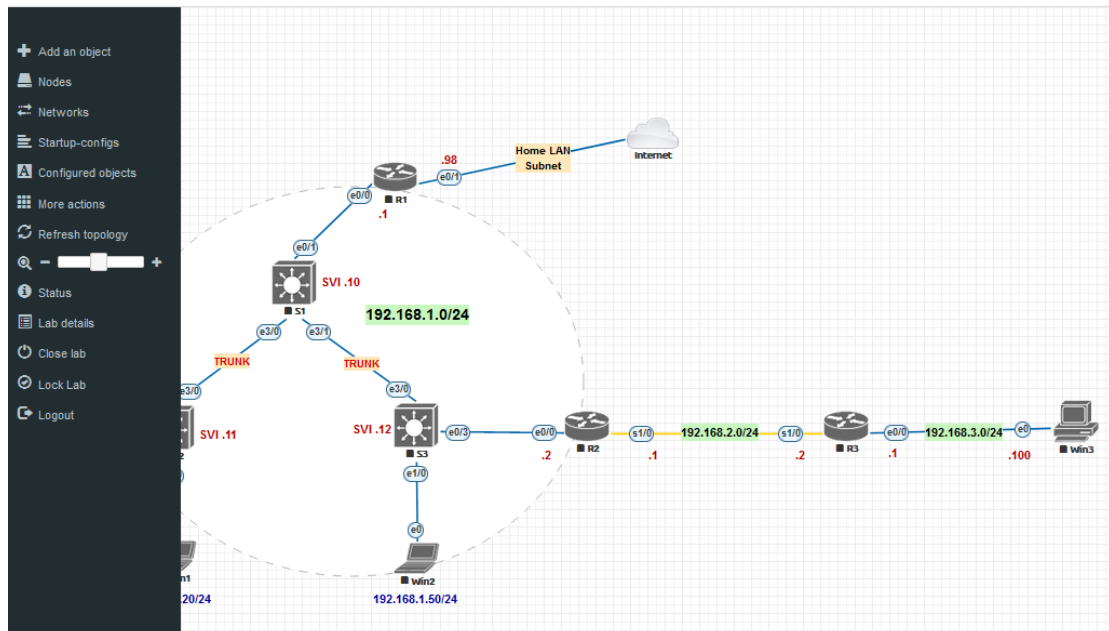 Add an object
Nodes
Networks
Startup-configs
Configured objects
More actions
Refresh topology
Status
Lab details
Close lab
Lock Lab
Logout
Internet
Home LAN
Subnet
.98
e0/1
R1
e0/0
.1
e0/1
SVI .10
S1
192.168.1.0/24
e3/0
e3/1
TRUNK
TRUNK
e3/0
e3/0
SVI .11
SVI .12
S3
e0/3
e0/0
.2
R2
s1/0
.1
192.168.2.0/24
s1/0
.2
R3
e0/0
.1
192.168.3.0/24
e0
.100
Win3
e1/0
e0
Win2
192.168.1.50/24
n1
.20/24